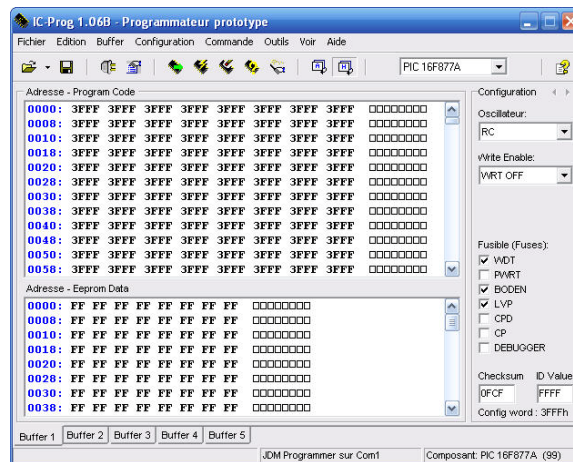 IC-Prog 1.06B - Programmateur prototype
Fichier Edition Buffer Configuration Commande Outils Voir Aide
PIC 16F877A
Adresse - Program Code
0000: 3FFF 3FFF 3FFF 3FFF 3FFF 3FFF 3FFF 3FFF
0008: 3FFF 3FFF 3FFF 3FFF 3FFF 3FFF 3FFF 3FFF
0010: 3FFF 3FFF 3FFF 3FFF 3FFF 3FFF 3FFF 3FFF
0018: 3FFF 3FFF 3FFF 3FFF 3FFF 3FFF 3FFF 3FFF
0020: 3FFF 3FFF 3FFF 3FFF 3FFF 3FFF 3FFF 3FFF
0028: 3FFF 3FFF 3FFF 3FFF 3FFF 3FFF 3FFF 3FFF
0030: 3FFF 3FFF 3FFF 3FFF 3FFF 3FFF 3FFF 3FFF
0038: 3FFF 3FFF 3FFF 3FFF 3FFF 3FFF 3FFF 3FFF
0040: 3FFF 3FFF 3FFF 3FFF 3FFF 3FFF 3FFF 3FFF
0048: 3FFF 3FFF 3FFF 3FFF 3FFF 3FFF 3FFF 3FFF
0050: 3FFF 3FFF 3FFF 3FFF 3FFF 3FFF 3FFF 3FFF
0058: 3FFF 3FFF 3FFF 3FFF 3FFF 3FFF 3FFF 3FFF
Adresse - Eeprom Data
0000: FF FF FF FF FF FF FF FF
0008: FF FF FF FF FF FF FF FF
0010: FF FF FF FF FF FF FF FF
0018: FF FF FF FF FF FF FF FF
0020: FF FF FF FF FF FF FF FF
0028: FF FF FF FF FF FF FF FF
0030: FF FF FF FF FF FF FF FF
0038: FF FF FF FF FF FF FF FF
Configuration
Oscillateur:
RC
Write Enable:
WRT OFF
Fusible (Fuses):
WDT
PWRT
BODEN
LVP
CPD
CP
DEBUGGER
Checksum ID Value
0FCF FFFF
Config word : 3FFFh
Buffer 1 Buffer 2 Buffer 3 Buffer 4 Buffer 5
JDM Programmer sur Com1 Composant: PIC 16F877A (99)